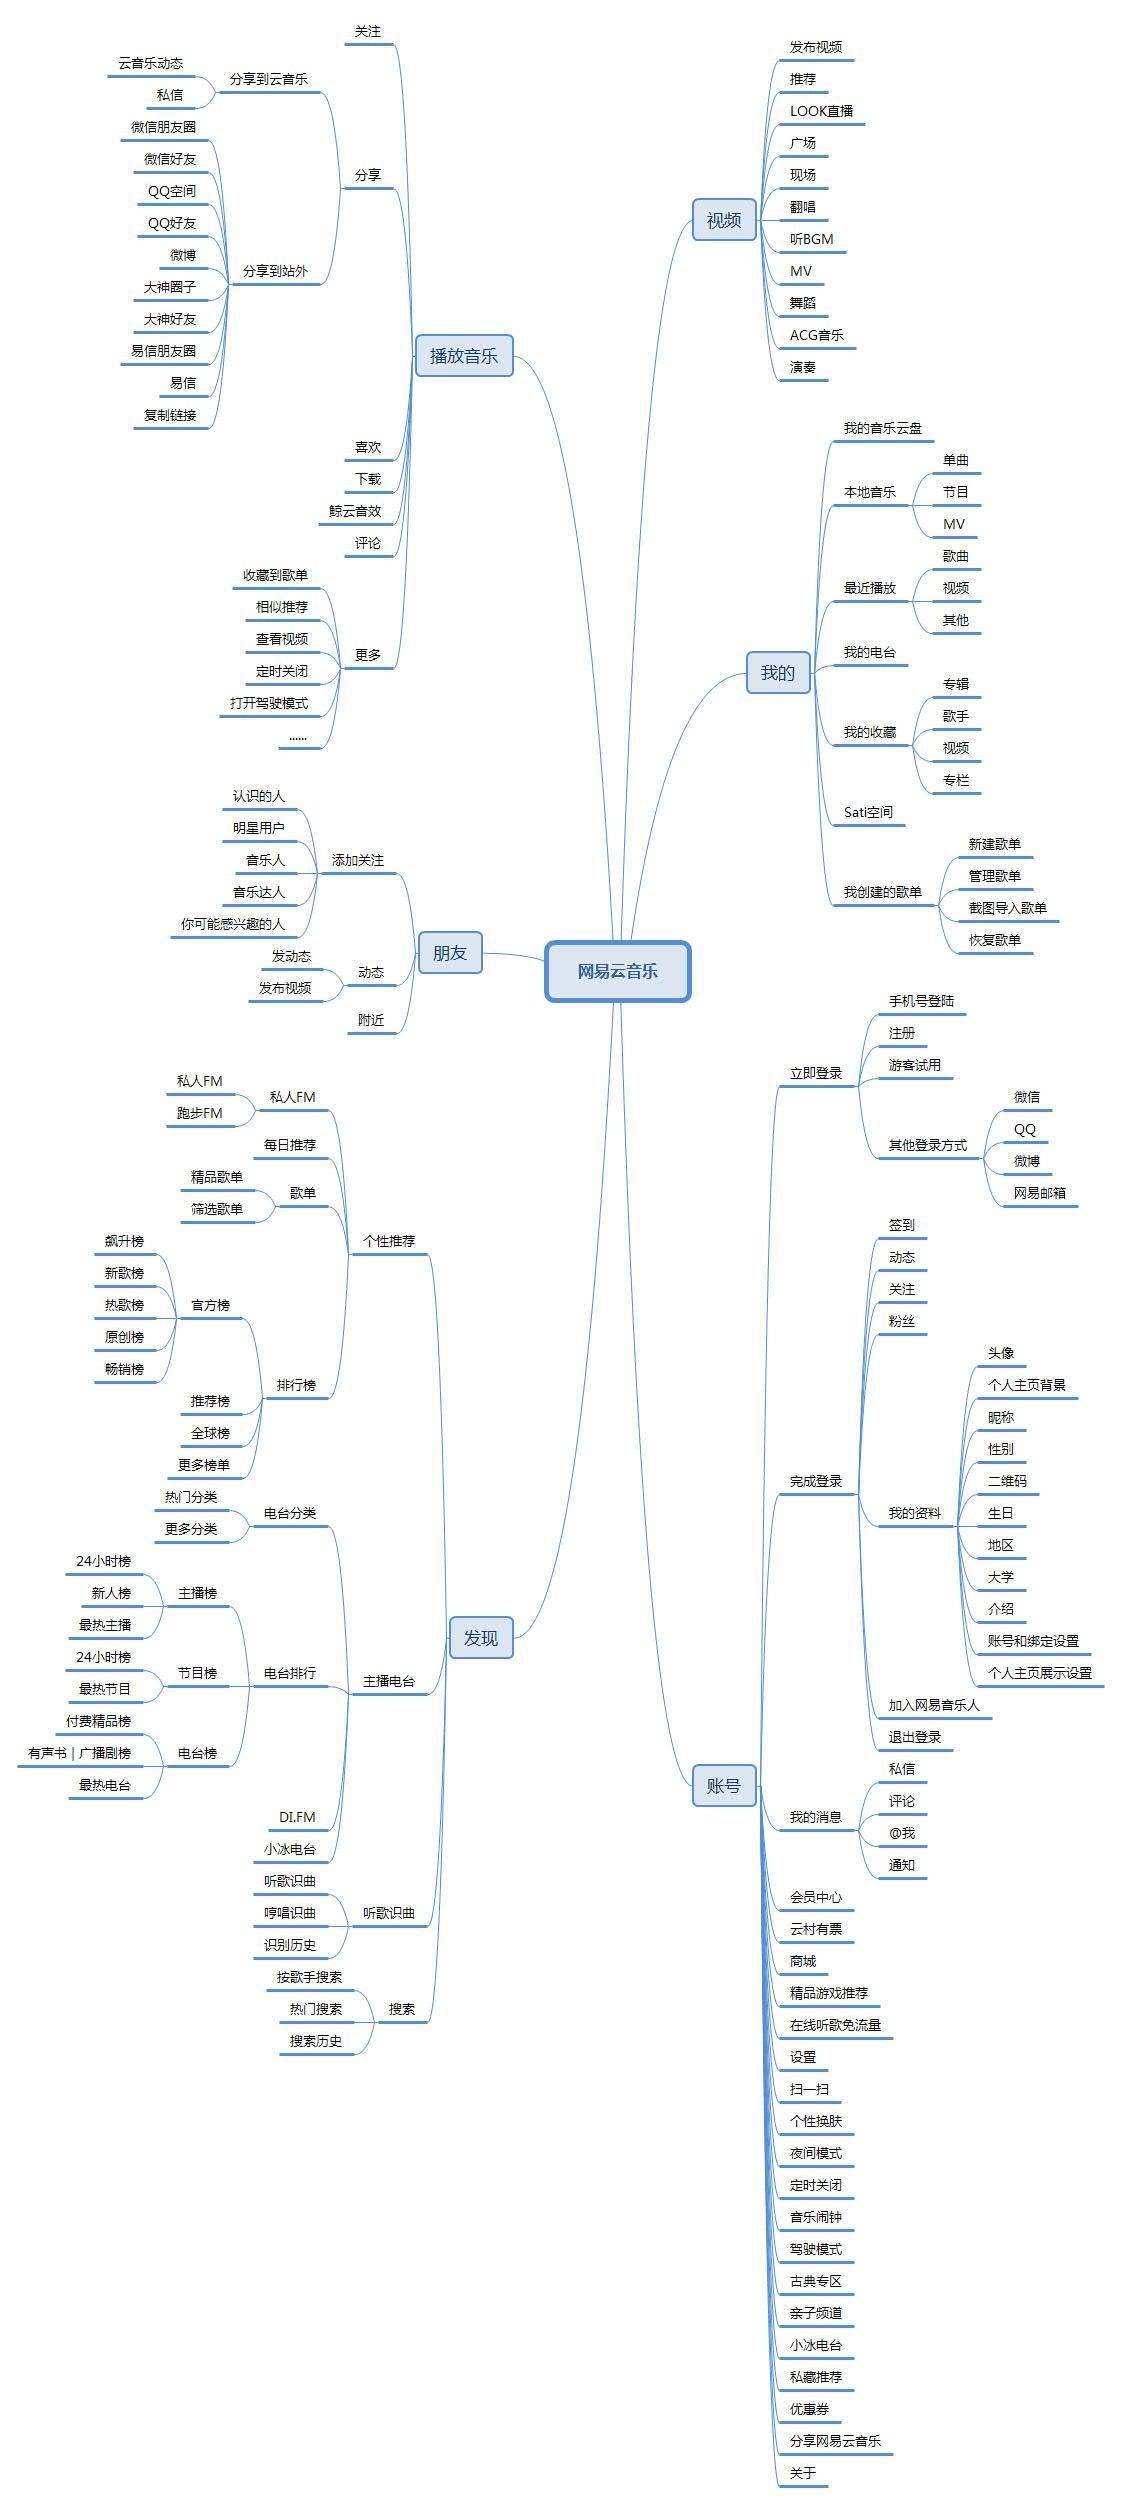 网易云音乐
视频
发布视频
推荐
LOOK直播
广场
现场
翻唱
听BGM
MV
舞蹈
ACG音乐
演奏
我的
我的音乐云盘
本地音乐
单曲
节目
MV
最近播放
歌曲
视频
其他
我的电台
我的收藏
专辑
歌手
视频
专栏
Sati空间
我创建的歌单
新建歌单
管理歌单
截图导入歌单
恢复歌单
账号
立即登录
手机号登陆
注册
游客试用
其他登录方式
微信
QQ
微博
网易邮箱
完成登录
签到
动态
关注
粉丝
我的资料
头像
个人主页背景
昵称
性别
二维码
生日
地区
大学
介绍
账号和绑定设置
个人主页展示设置
加入网易音乐人
退出登录
我的消息
私信
评论
@我
通知
会员中心
云村有票
商城
精品游戏推荐
在线听歌免流量
设置
扫一扫
个性换肤
夜间模式
定时关闭
音乐闹钟
驾驶模式
古典专区
亲子频道
小冰电台
私藏推荐
优惠券
分享网易云音乐
关于
播放音乐
关注
分享
分享到云音乐
云音乐动态
私信
分享到站外
微信朋友圈
微信好友
QQ空间
QQ好友
微博
大神圈子
大神好友
易信朋友圈
易信
复制链接
喜欢
下载
鲸云音效
评论
更多
收藏到歌单
相似推荐
查看视频
定时关闭
打开驾驶模式
......
朋友
添加关注
认识的人
明星用户
音乐人
音乐达人
你可能感兴趣的人
动态
发动态
发布视频
附近
发现
个性推荐
私人FM
私人FM
跑步FM
每日推荐
歌单
精品歌单
筛选歌单
排行榜
官方榜
飙升榜
新歌榜
热歌榜
原创榜
畅销榜
推荐榜
全球榜
更多榜单
主播电台
电台分类
热门分类
更多分类
电台排行
主播榜
24小时榜
新人榜
最热主播
节目榜
24小时榜
最热节目
电台榜
付费精品榜
有声书｜广播剧榜
最热电台
DI.FM
小冰电台
听歌识曲
听歌识曲
哼唱识曲
识别历史
搜索
按歌手搜索
热门搜索
搜索历史